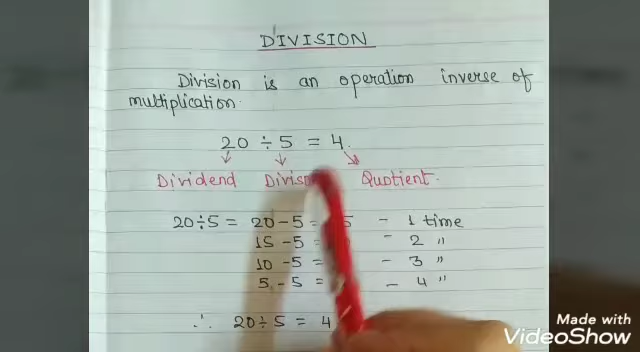 DIVISION
Division is an operation inverse of
multiplication.
20 ÷ 5 = 4.
Dividend Quotient.
20÷5 = 20-5 = 5 - 1 time
15-5 = - 2 "
10-5 = - 3 "
5-5 = - 4 "
∴ 20÷5 = 4
Made with
VideoShow